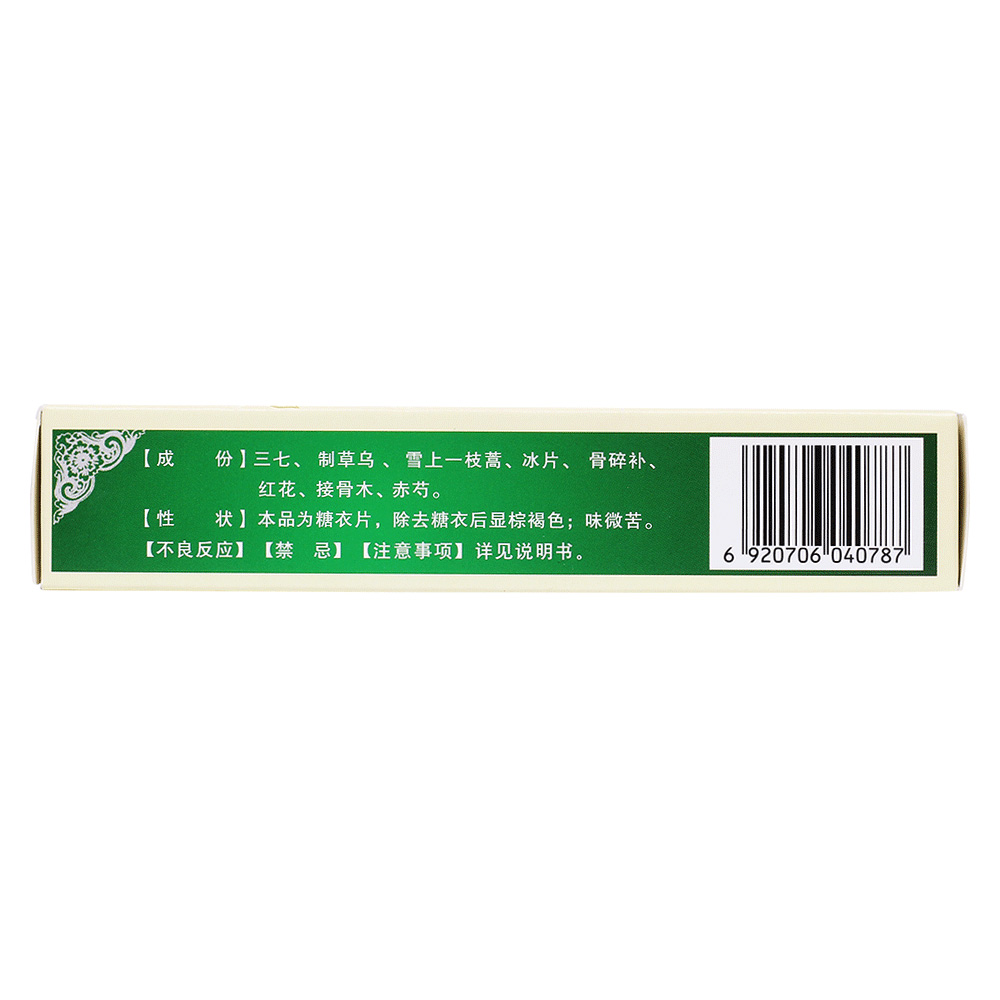 【成　　份】三七、 制草乌 、 雪上一枝蒿、冰片、 骨碎补、
红花、接骨木、赤芍。
【性　　状】本品为糖衣片，除去糖衣后显棕褐色；味微苦。
【不良反应】【禁　忌】【注意事项】详见说明书。
6 920706 040787